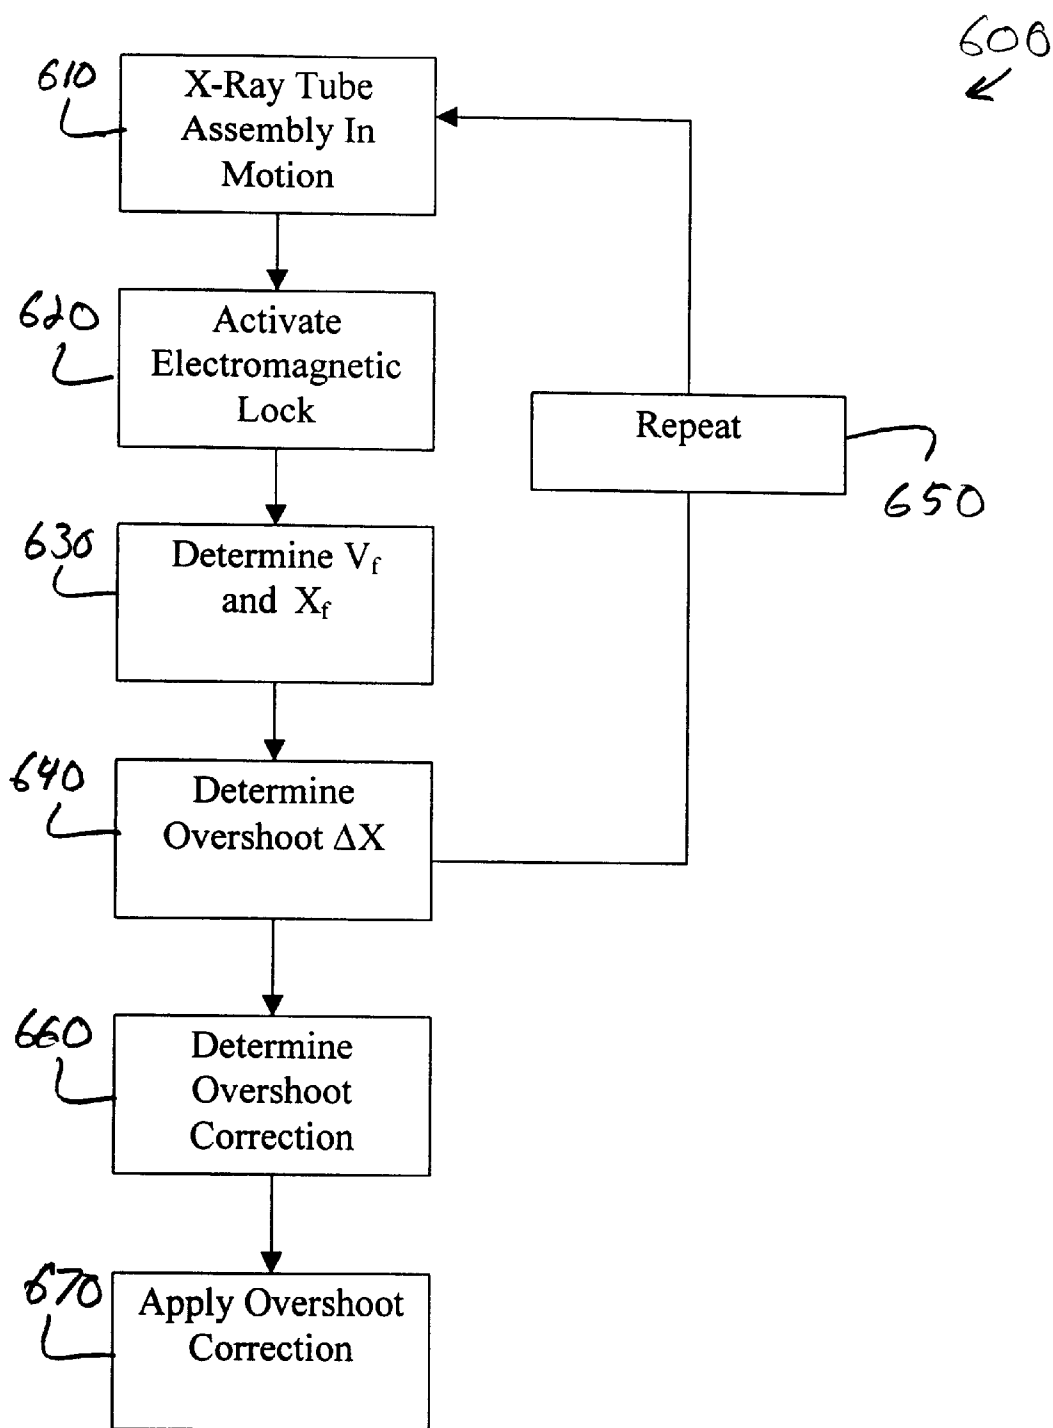 600
610
X-Ray Tube
Assembly In
Motion
620
Activate
Electromagnetic
Lock
Repeat
650
630
Determine Vf
and Xf
640
Determine
Overshoot ΔX
660
Determine
Overshoot
Correction
670
Apply Overshoot
Correction